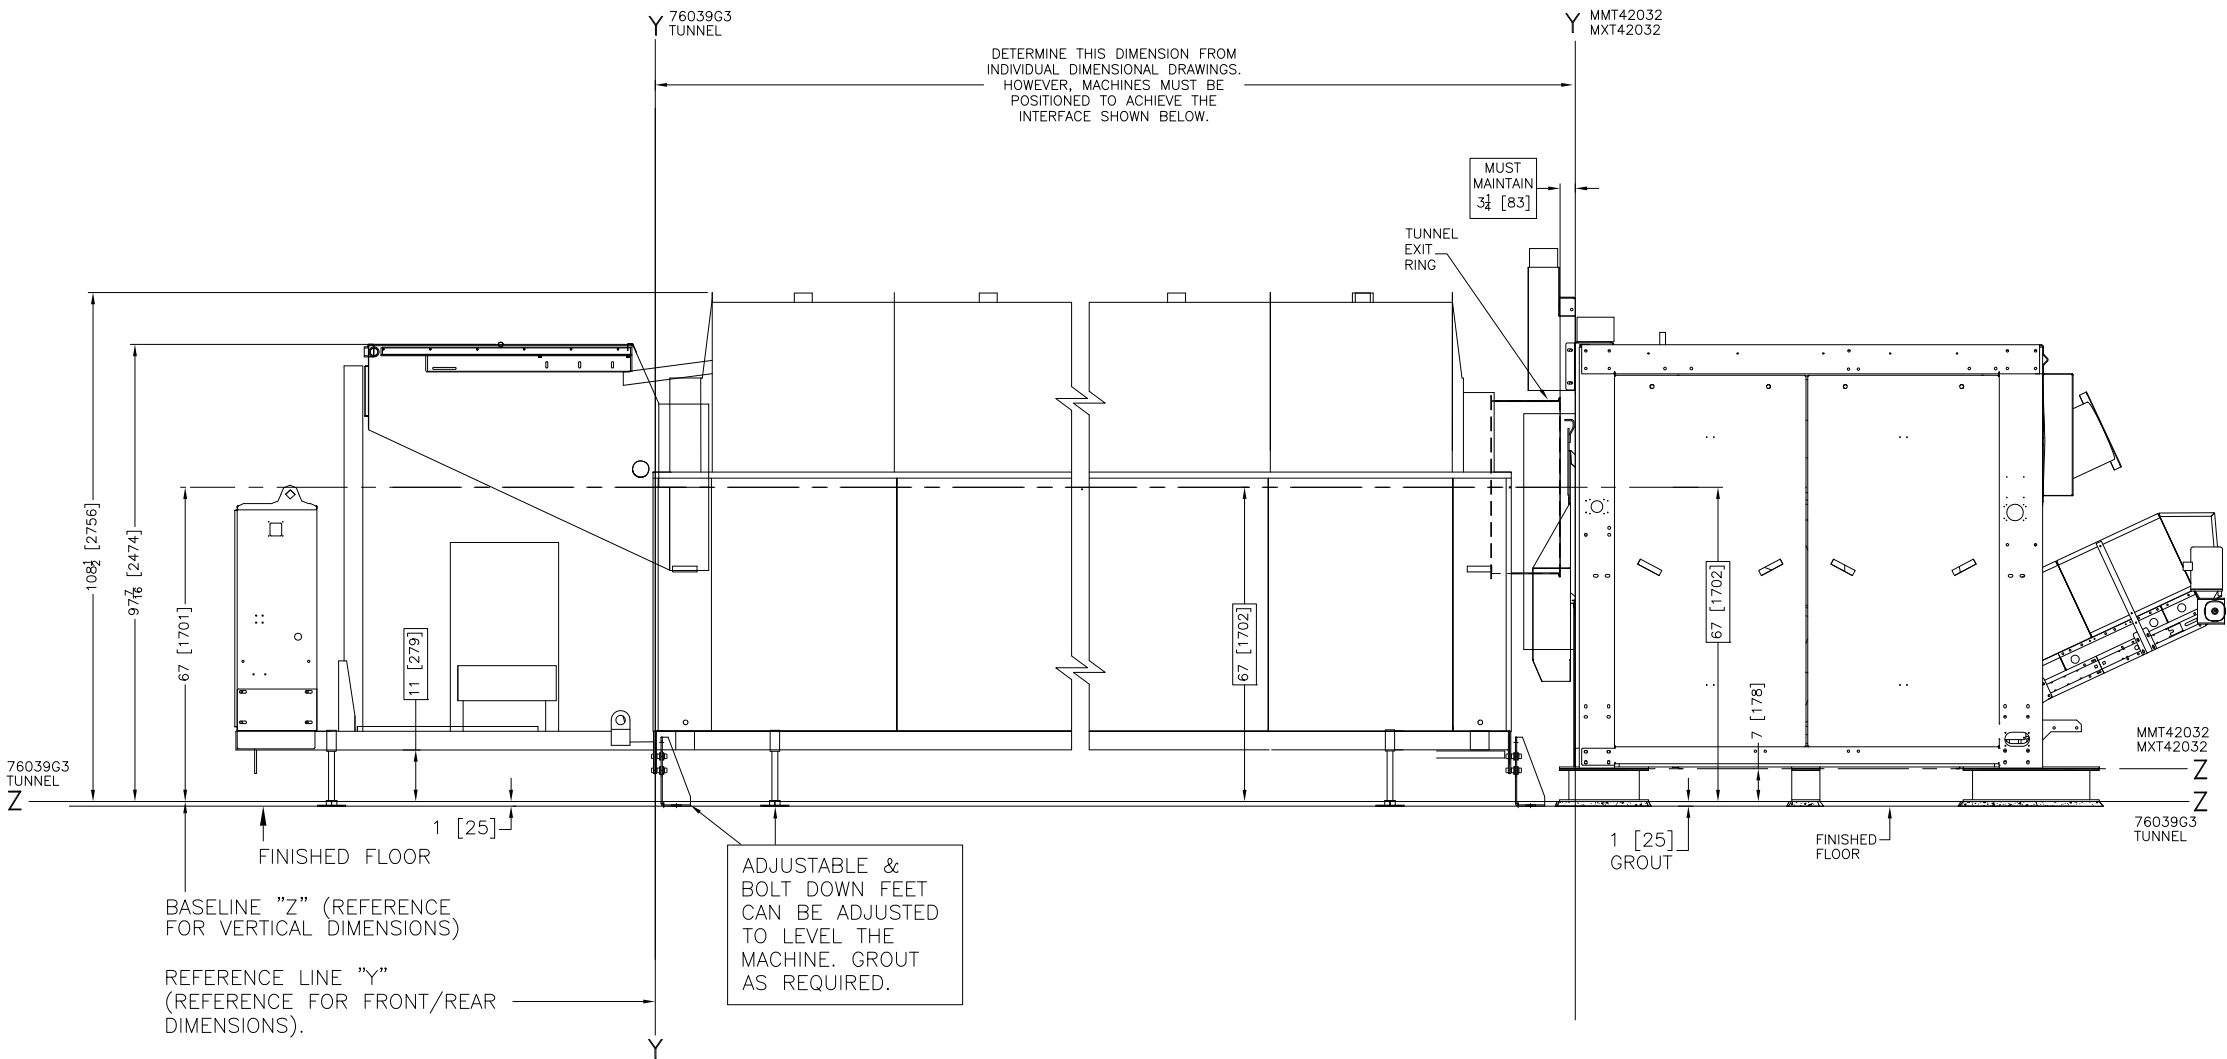 Y 76039G3
TUNNEL
Y MMT42032
MXT42032
DETERMINE THIS DIMENSION FROM
INDIVIDUAL DIMENSIONAL DRAWINGS.
HOWEVER, MACHINES MUST BE
POSITIONED TO ACHIEVE THE
INTERFACE SHOWN BELOW.
MUST
MAINTAIN
3 1/4 [83]
TUNNEL
EXIT
RING
108 1/2 [2756]
97 7/16 [2474]
67 [1701]
11 [279]
67 [1702]
67 [1702]
7 [178]
MMT42032
MXT42032
Z
76039G3
TUNNEL
Z
Z
76039G3
TUNNEL
1 [25]
FINISHED FLOOR
1 [25]
GROUT
FINISHED
FLOOR
ADJUSTABLE &
BOLT DOWN FEET
CAN BE ADJUSTED
TO LEVEL THE
MACHINE. GROUT
AS REQUIRED.
BASELINE "Z" (REFERENCE
FOR VERTICAL DIMENSIONS)
REFERENCE LINE "Y"
(REFERENCE FOR FRONT/REAR
DIMENSIONS).
Y